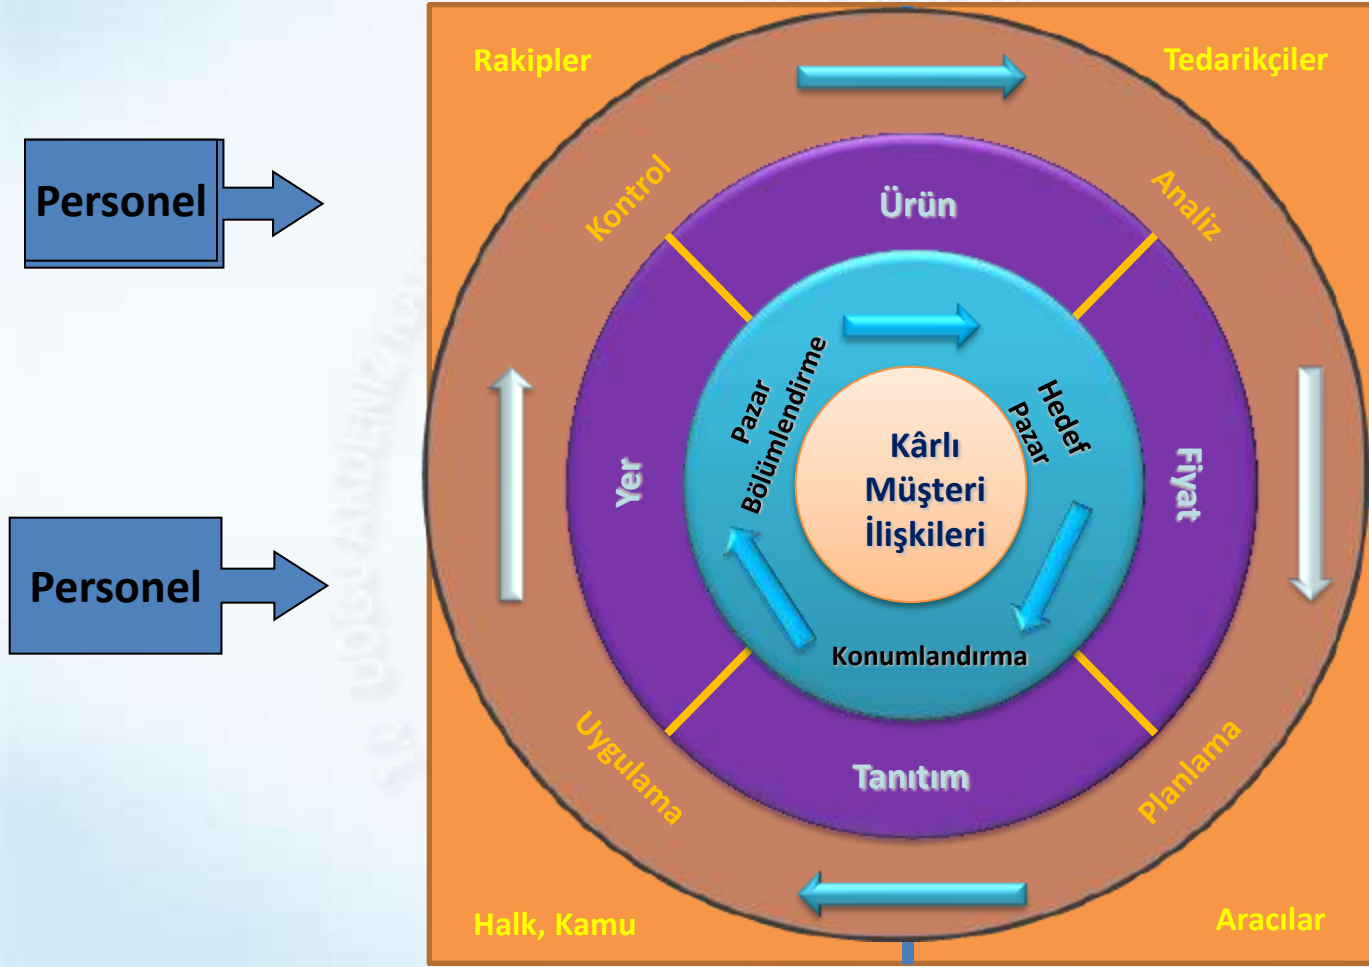 Rakipler
Tedarikçiler
Personel
Kontrol
Analiz
Ürün
Pazar
Bölümlendirme
Hedef
Pazar
Kârlı
Müşteri
İlişkileri
Yer
Fiyat
Personel
Konumlandırma
Uygulama
Tanıtım
Planlama
Halk, Kamu
Aracılar